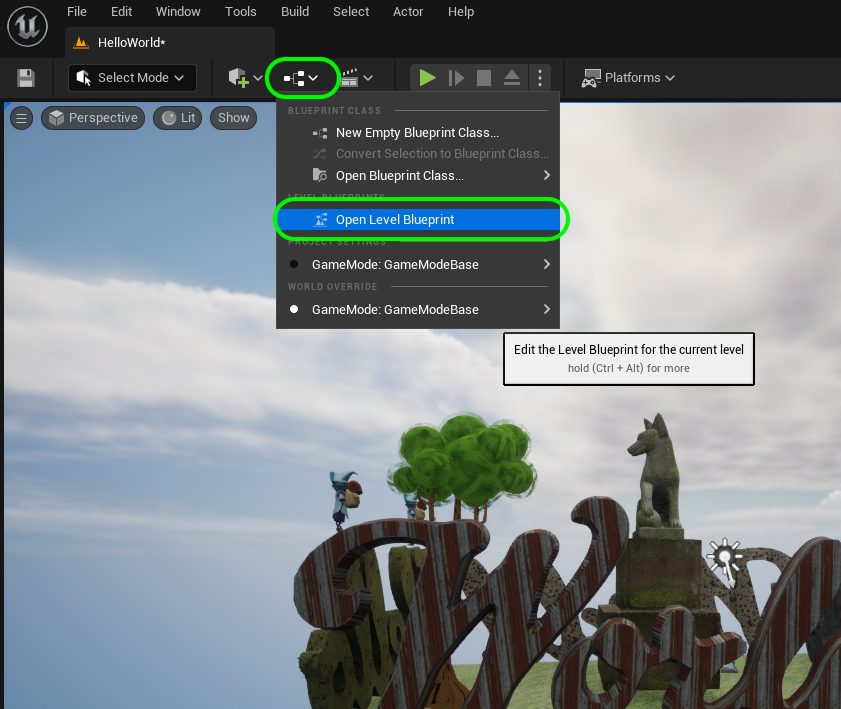 File Edit Window Tools Build Select Actor Help
HelloWorld*
Select Mode Platforms
Perspective Lit Show
BLUEPRINT CLASS
New Empty Blueprint Class...
Convert Selection to Blueprint Class...
Open Blueprint Class...
LEVEL BLUEPRINTS
Open Level Blueprint
PROJECT SETTINGS
GameMode: GameModeBase
WORLD OVERRIDE
GameMode: GameModeBase
Edit the Level Blueprint for the current level
hold (Ctrl + Alt) for more